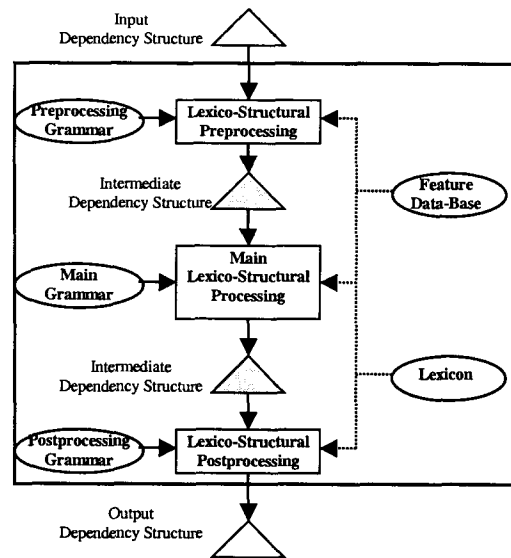 Input
Dependency Structure
Preprocessing
Grammar
Lexico-Structural
Preprocessing
Intermediate
Dependency Structure
Feature
Data-Base
Main
Grammar
Main
Lexico-Structural
Processing
Intermediate
Dependency Structure
Lexicon
Postprocessing
Grammar
Lexico-Structural
Postprocessing
Output
Dependency Structure